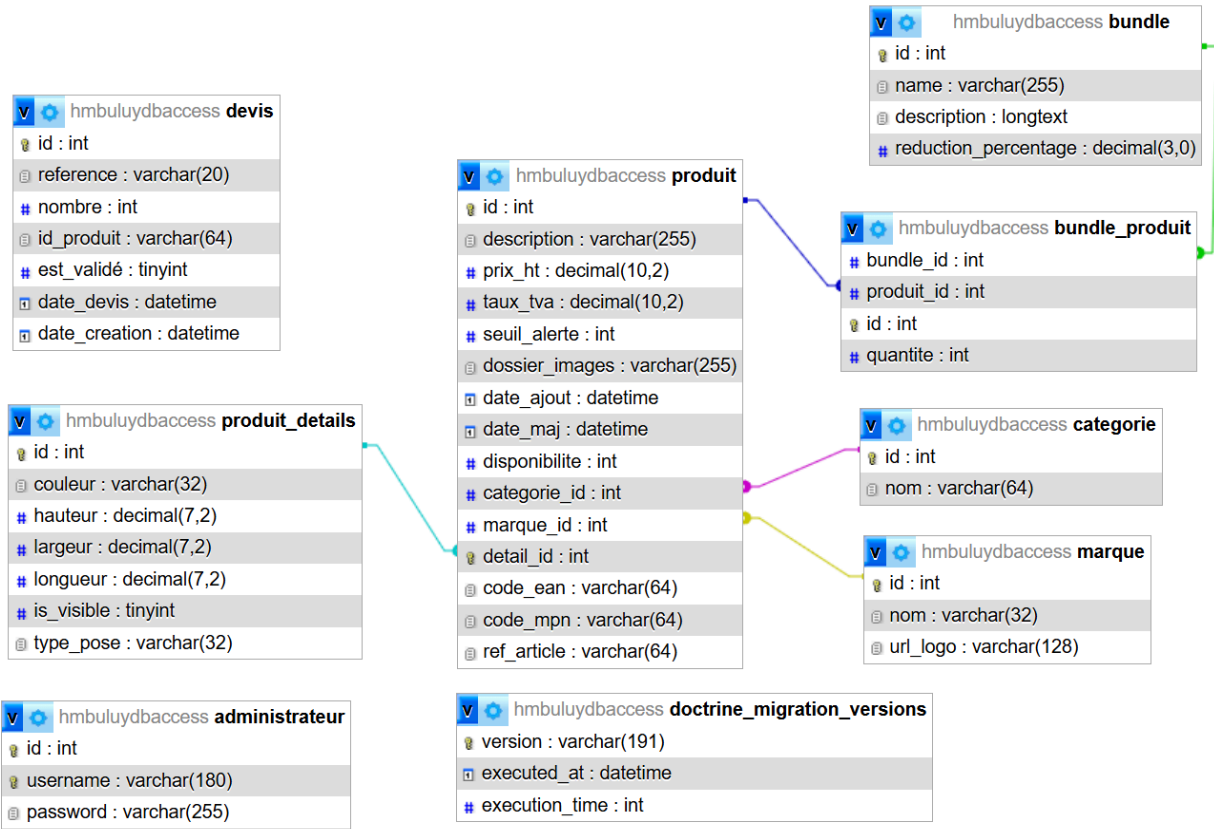 hmbuluydbaccess bundle
id : int
name : varchar(255)
description : longtext
reduction_percentage : decimal(3,0)
hmbuluydbaccess devis
id : int
reference : varchar(20)
nombre : int
id_produit : varchar(64)
est_validé : tinyint
date_devis : datetime
date_creation : datetime
hmbuluydbaccess produit
id : int
description : varchar(255)
prix_ht : decimal(10,2)
taux_tva : decimal(10,2)
seuil_alerte : int
dossier_images : varchar(255)
date_ajout : datetime
date_maj : datetime
disponibilite : int
categorie_id : int
marque_id : int
detail_id : int
code_ean : varchar(64)
code_mpn : varchar(64)
ref_article : varchar(64)
hmbuluydbaccess bundle_produit
bundle_id : int
produit_id : int
id : int
quantite : int
hmbuluydbaccess produit_details
id : int
couleur : varchar(32)
hauteur : decimal(7,2)
largeur : decimal(7,2)
longueur : decimal(7,2)
is_visible : tinyint
type_pose : varchar(32)
hmbuluydbaccess categorie
id : int
nom : varchar(64)
hmbuluydbaccess marque
id : int
nom : varchar(32)
url_logo : varchar(128)
hmbuluydbaccess administrateur
id : int
username : varchar(180)
password : varchar(255)
hmbuluydbaccess doctrine_migration_versions
version : varchar(191)
executed_at : datetime
execution_time : int